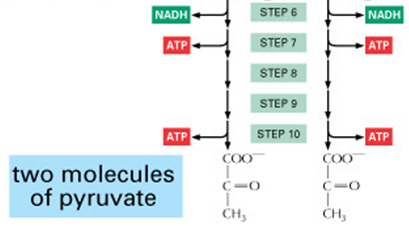 NADH STEP 6 NADH
ATP STEP 7 ATP
STEP 8
STEP 9
ATP STEP 10 ATP
COO⁻ COO⁻
C=O C=O
CH₃ CH₃
two molecules
of pyruvate